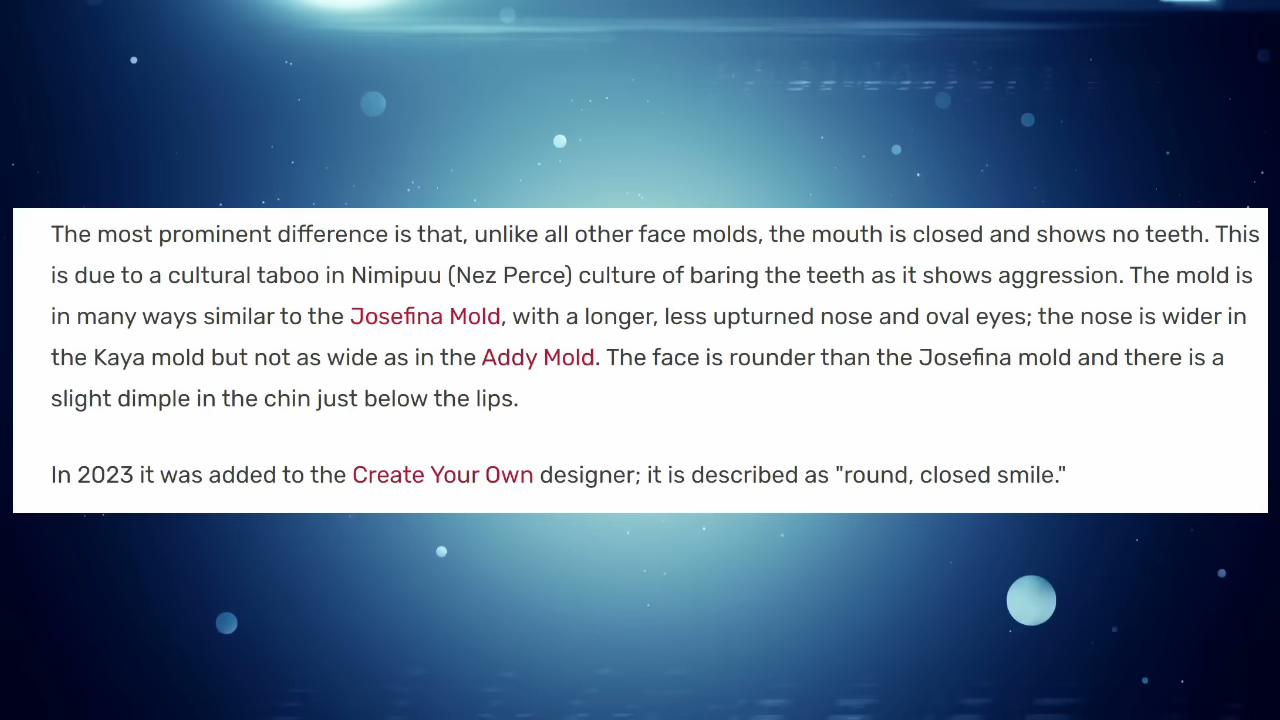 The most prominent difference is that, unlike all other face molds, the mouth is closed and shows no teeth. This
is due to a cultural taboo in Nimipuu (Nez Perce) culture of baring the teeth as it shows aggression. The mold is
in many ways similar to the Josefina Mold, with a longer, less upturned nose and oval eyes; the nose is wider in
the Kaya mold but not as wide as in the Addy Mold. The face is rounder than the Josefina mold and there is a
slight dimple in the chin just below the lips.
In 2023 it was added to the Create Your Own designer; it is described as "round, closed smile."